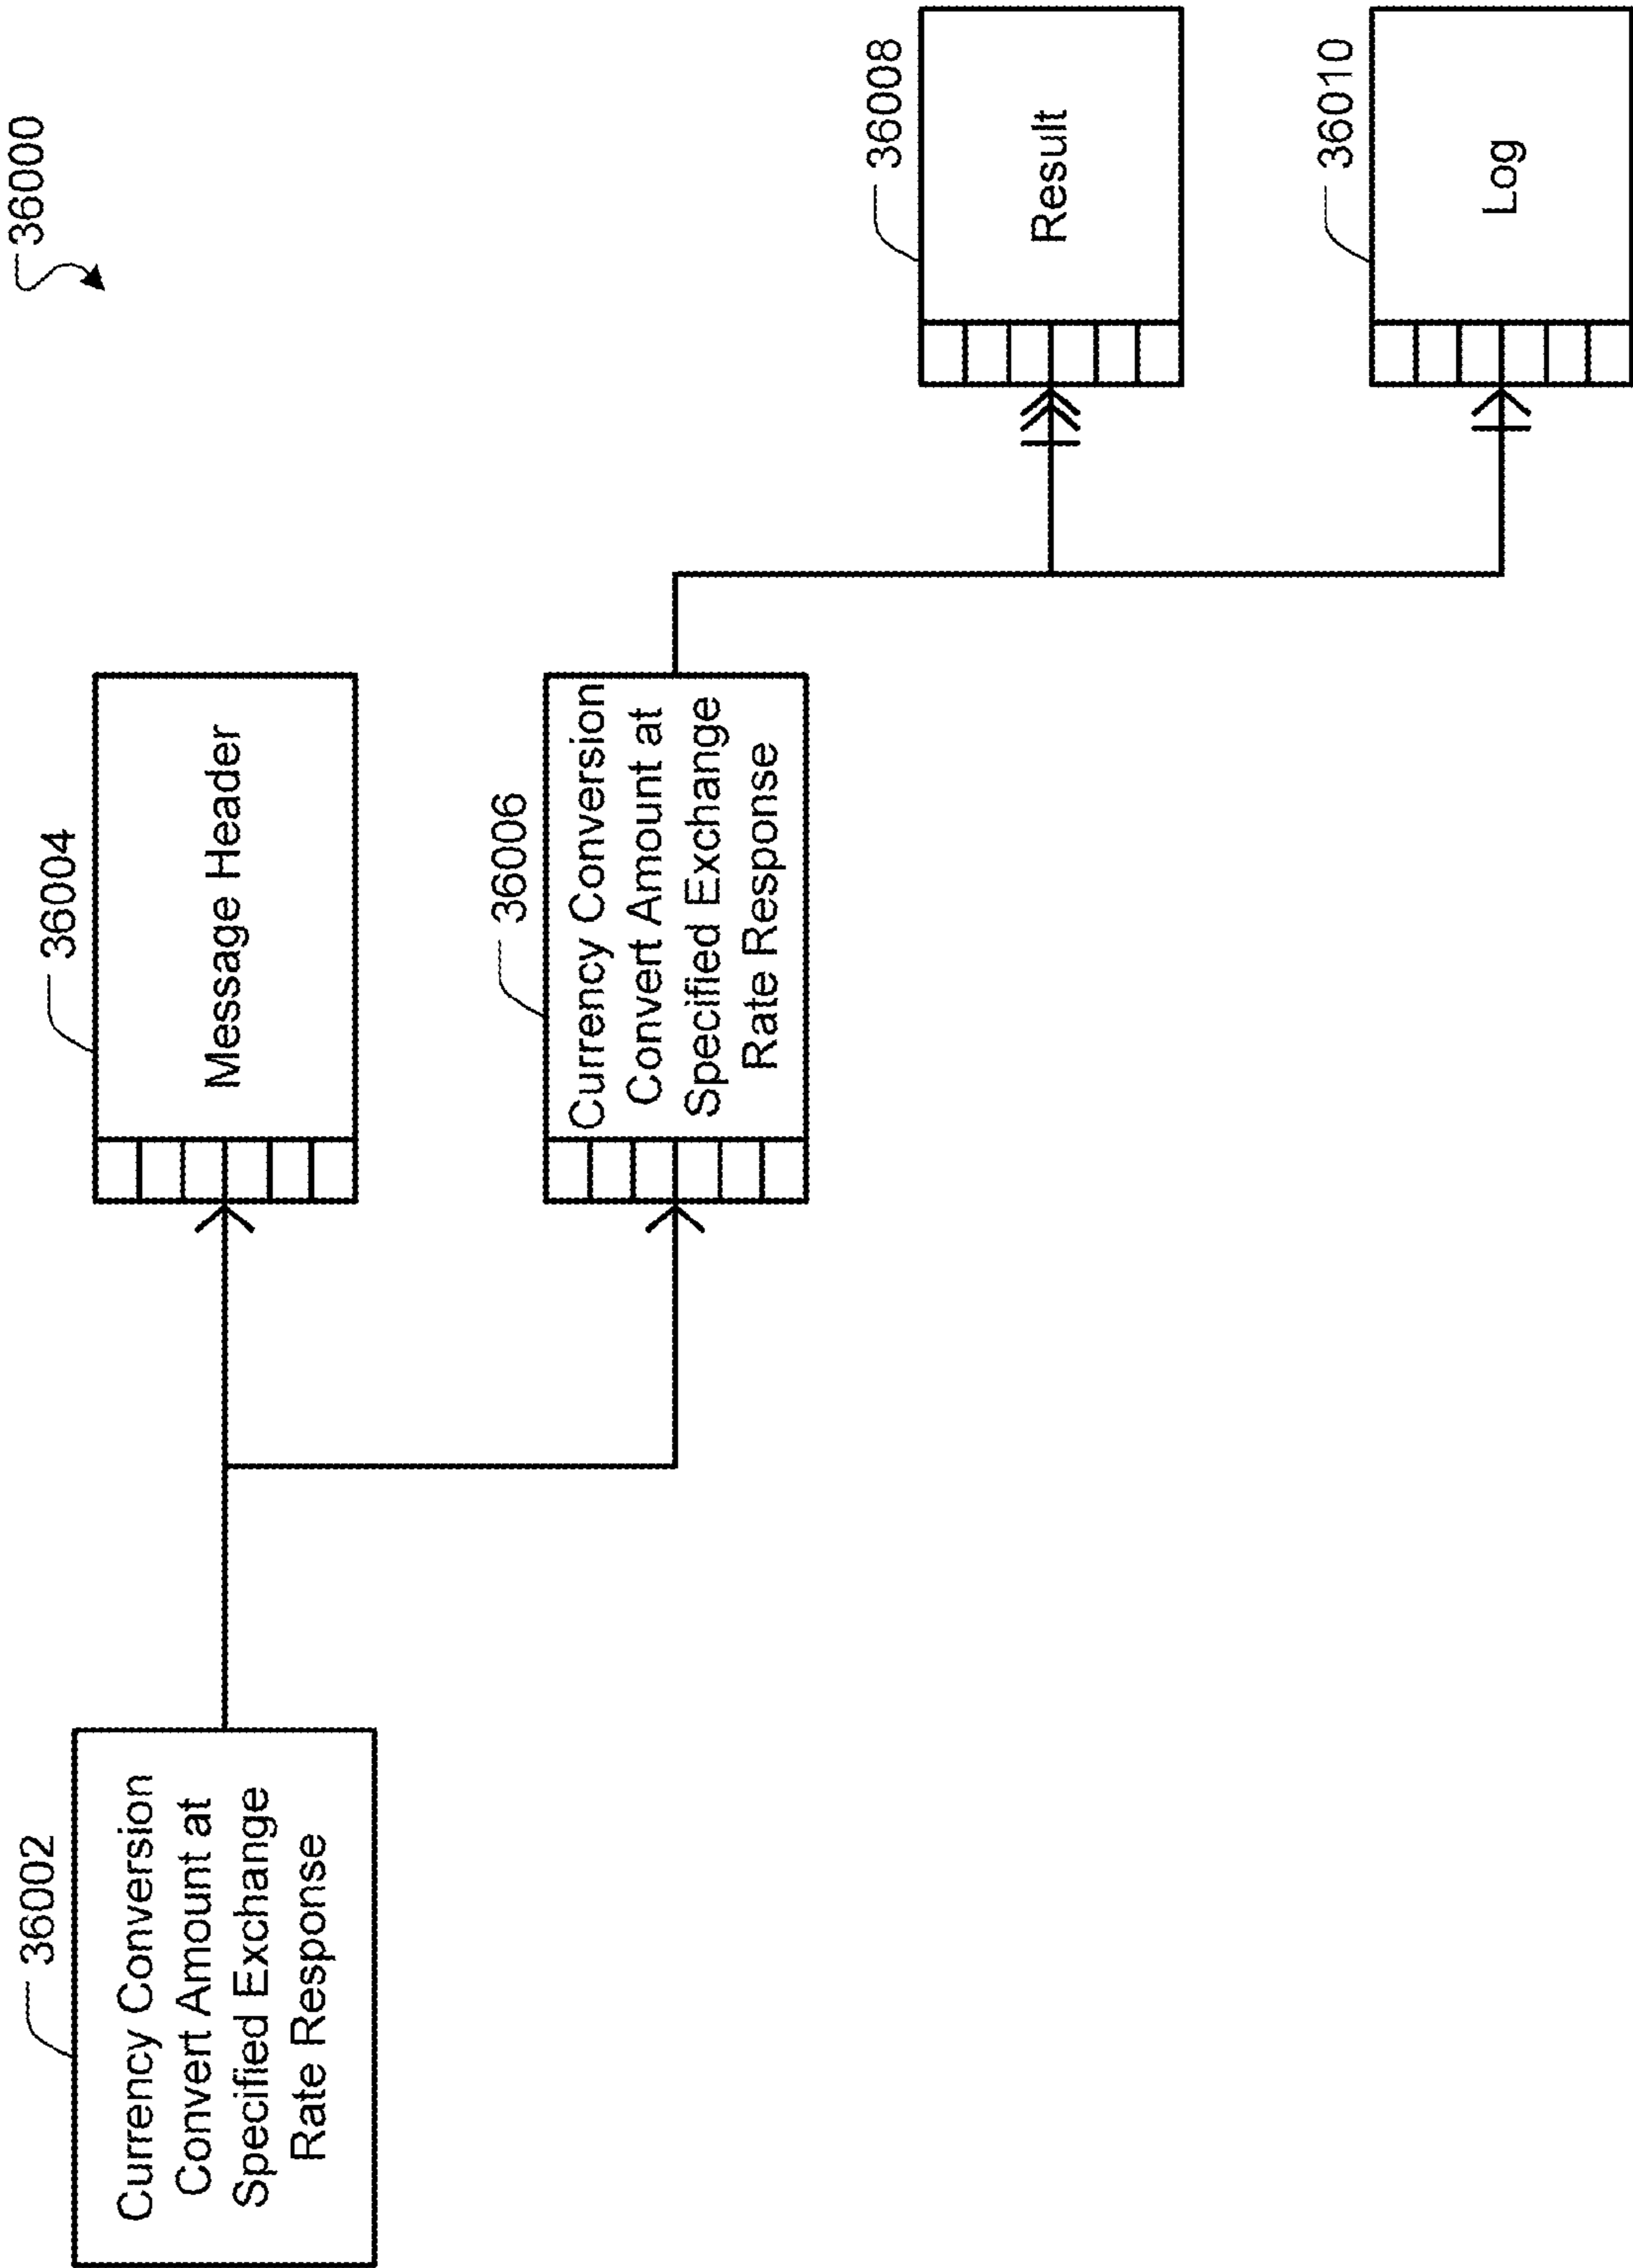 36000
36002
Currency Conversion
Convert Amount at
Specified Exchange
Rate Response
36004
Message Header
36006
Currency Conversion
Convert Amount at
Specified Exchange
Rate Response
36008
Result
36010
Log